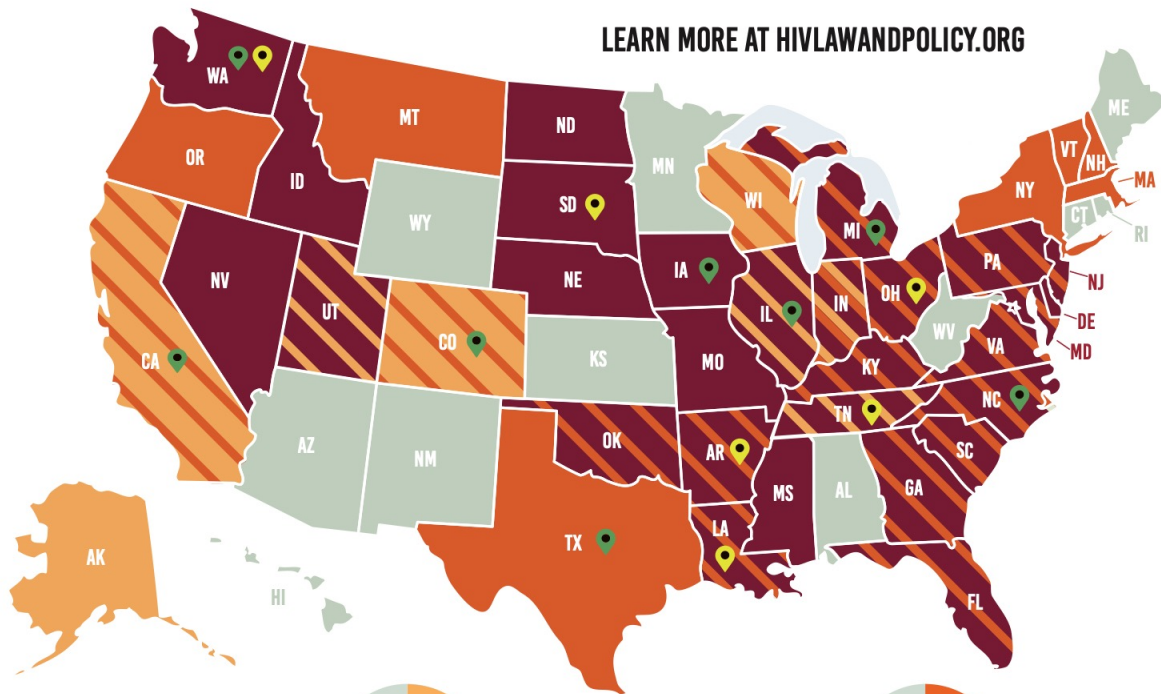 LEARN MORE AT HIVLAWANDPOLICY.ORG
WA
MT
ND
MN
ME
OR
ID
SD
WI
VT
NH
NY
MA
WY
MI
CT
RI
NV
NE
IA
PA
NJ
UT
IL
IN
OH
DE
CA
CO
WV
VA
MD
KS
MO
KY
NC
TN
AZ
NM
OK
AR
SC
MS
AL
GA
TX
LA
AK
HI
FL